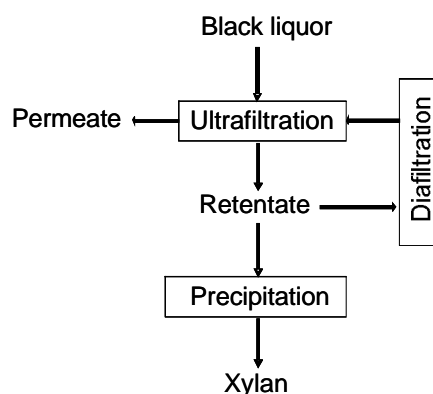 Black liquor
Permeate
Ultrafiltration
Diafiltration
Retentate
Precipitation
Xylan